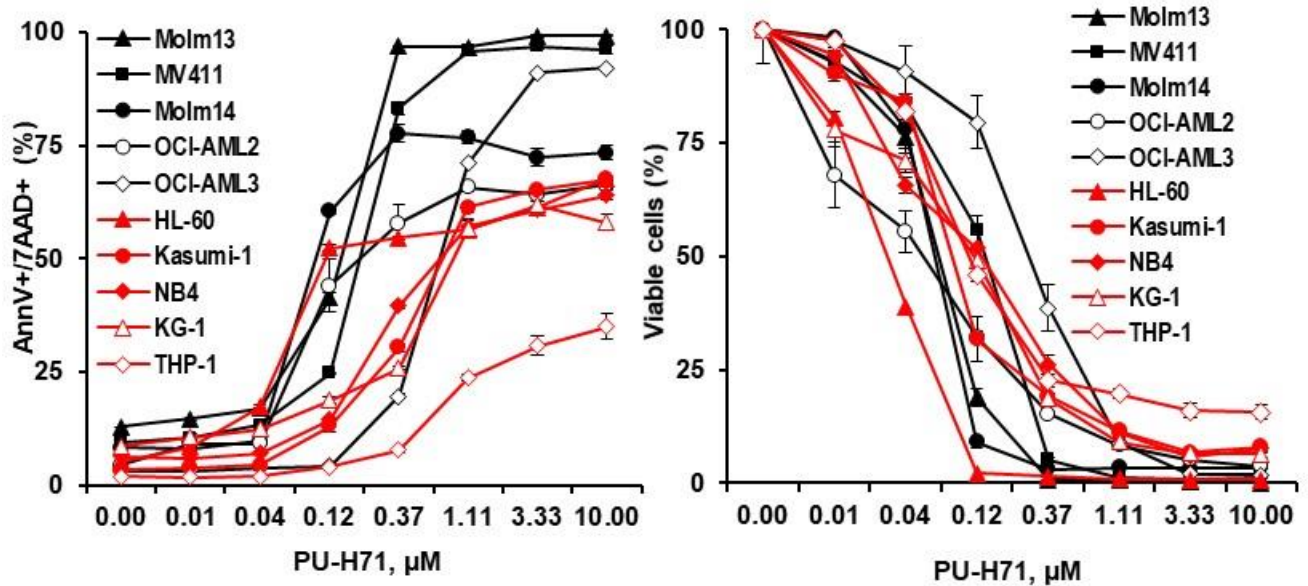 AnnV+/7AAD+ (%)
100
75
50
25
0
Molm13
MV411
Molm14
OCI-AML2
OCI-AML3
HL-60
Kasumi-1
NB4
KG-1
THP-1
0.00 0.01 0.04 0.12 0.37 1.11 3.33 10.00
PU-H71, µM
Viable cells (%)
100
75
50
25
0
Molm13
MV411
Molm14
OCI-AML2
OCI-AML3
HL-60
Kasumi-1
NB4
KG-1
THP-1
0.00 0.01 0.04 0.12 0.37 1.11 3.33 10.00
PU-H71, µM